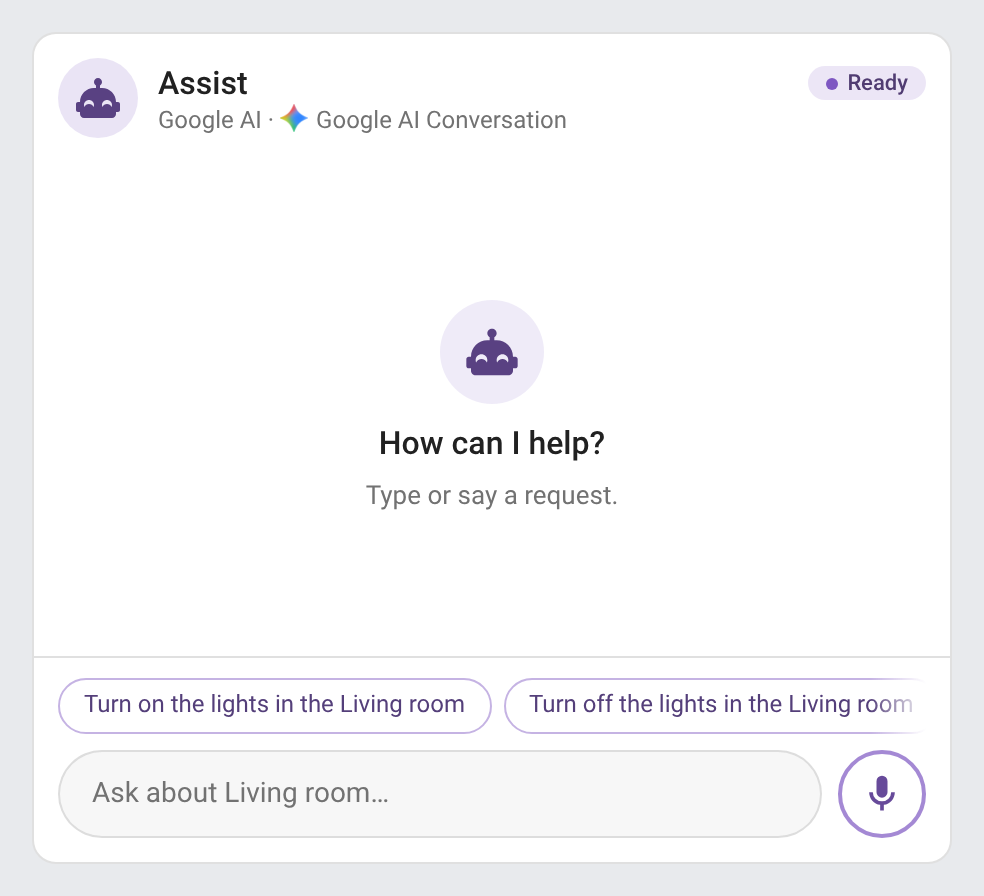 Assist
Google AI · Google AI Conversation
Ready
How can I help?
Type or say a request.
Turn on the lights in the Living room
Turn off the lights in the Living room
Ask about Living room…